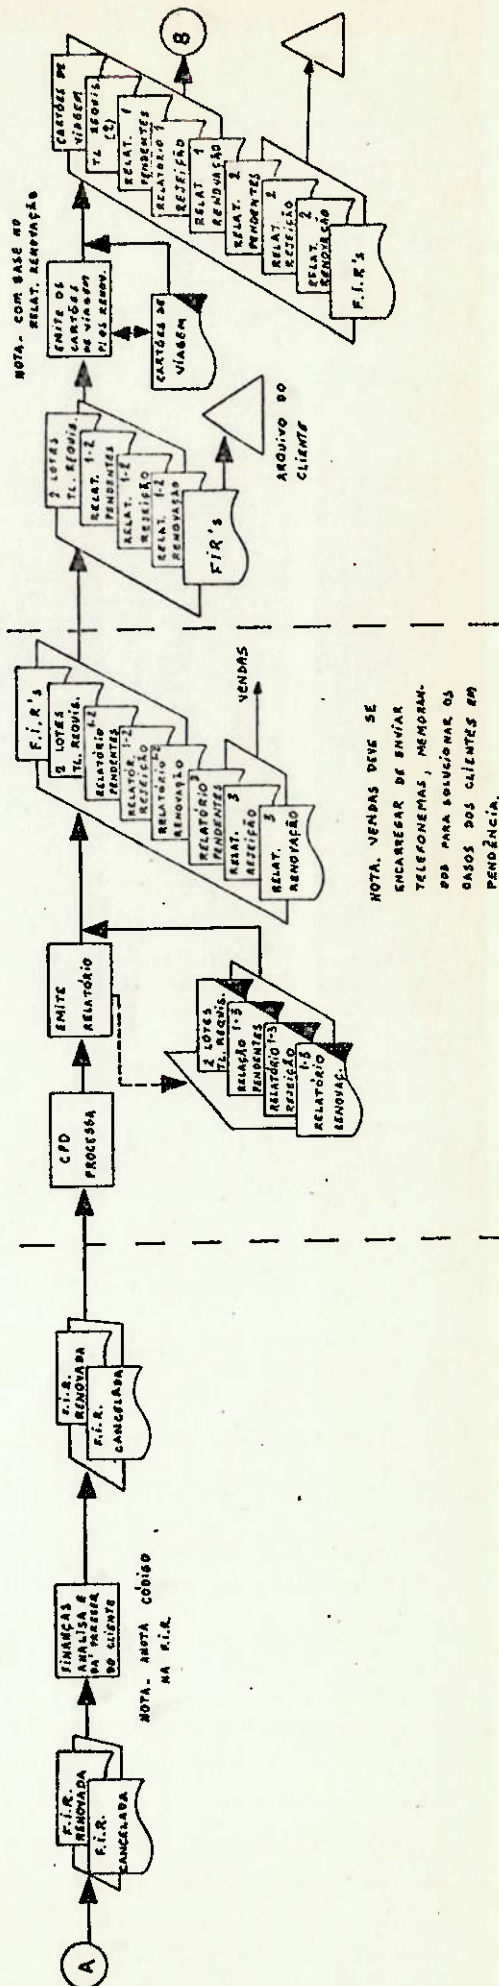 A
F.I.R.
RENOVADA
F.I.R.
CANCELADA
FINANÇAS
ANALISA E
DÁ PARECER
DO CLIENTE
NOTA. ANOTA CÓDIGO
NA F.I.R.
F.I.R.
RENOVADA
F.I.R.
CANCELADA
CPD
PROCESSA
EMITE
RELATÓRIO
2 LOTES
TL. REQUIS.
RELAÇÃO 1-3
PENDENTES
RELATÓRIO 1-3
REJEIÇÃO
1-3
RELATÓRIO
RENOVAÇ.
F.I.R's
2 LOTES
TL. REQUIS.
1-2
RELATÓRIO
PENDENTES
1-2
RELATÓR.
REJEIÇÃO
1-2
RELATÓRIO
RENOVAÇÃO
RELATÓRIO 3
PENDENTES
RELAT. 3
REJEIÇÃO
RELAT. 3
RENOVAÇÃO
VENDAS
NOTA. VENDAS DEVE SE
ENCARREGAR DE ENVIAR
TELEFONEMAS, MEMORAN-
DOS PARA SOLUCIONAR OS
CASOS DOS CLIENTES EM
PENDÊNCIA.
2 LOTES
TL. REQUIS.
RELAT. 1-2
PENDENTES
RELAT. 1-2
REJEIÇÃO
RELAT. 1-2
RENOVAÇÃO
FIR's
ARQUIVO DO
CLIENTE
NOTA. COM BASE NO
RELAT. RENOVAÇÃO
EMITE OS
CARTÕES
DE VIAGEM
P/ OS RENOV.
CARTÕES DE
VIAGEM
CARTÕES DE
VIAGEM
TL. REQUIS.
(2)
RELAT. 1
PENDENTES
RELATÓRIO 1
REJEIÇÃO
RELAT. 1
RENOVAÇÃO
RELAT. 2
PENDENTES
RELAT. 2
REJEIÇÃO
RELAT. 2
RENOVAÇÃO
F.I.R's
B